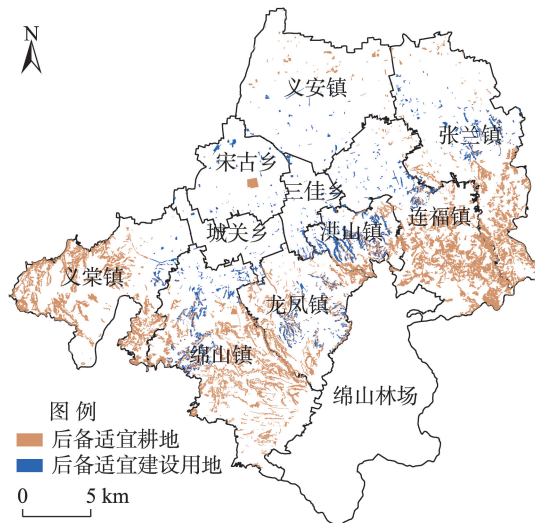 N
义安镇
张兰镇
宋古乡
三佳乡
连福镇
城关乡
洪山镇
义棠镇
龙凤镇
绵山镇
绵山林场
图 例
后备适宜耕地
后备适宜建设用地
0 5 km